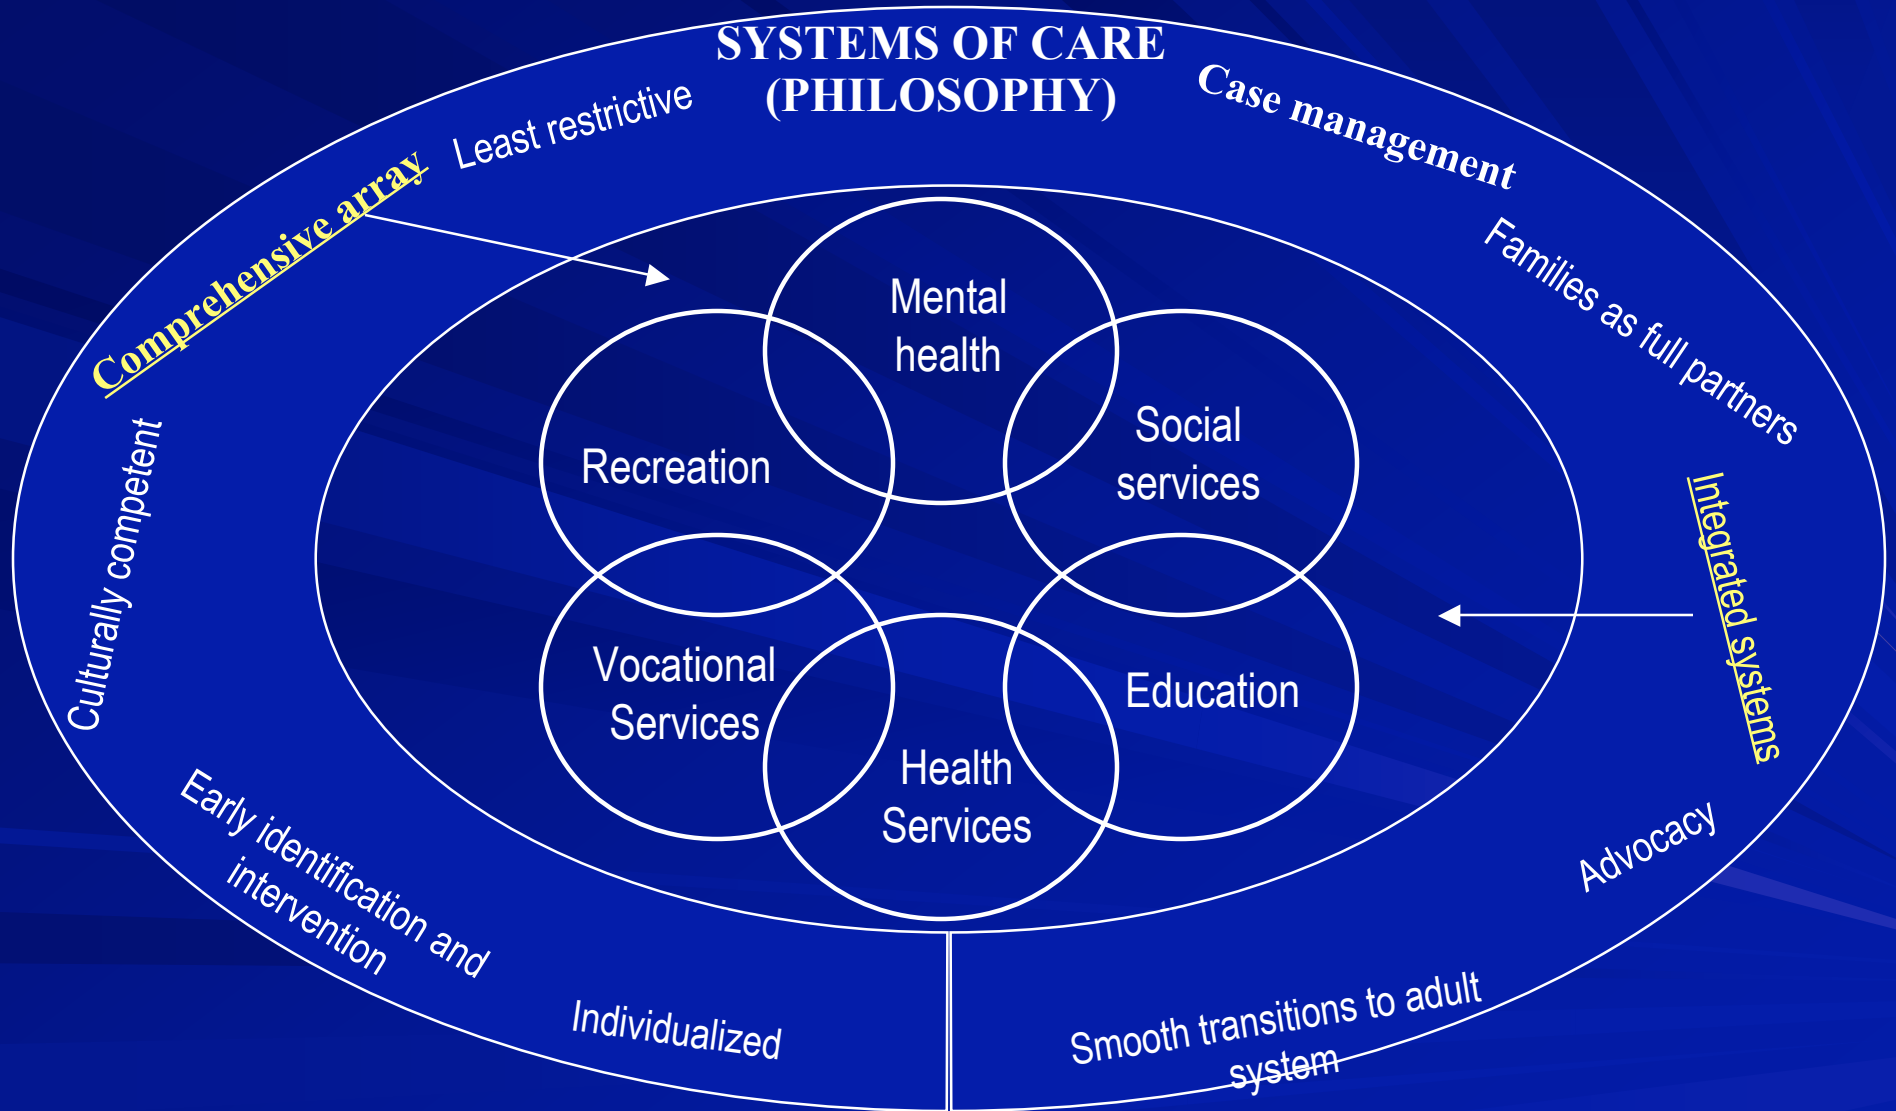 SYSTEMS OF CARE
(PHILOSOPHY)
Case management
Least restrictive
Comprehensive array
Families as full partners
Mental
health
Social
services
Recreation
Culturally competent
Integrated systems
Vocational
Services
Education
Health
Services
Early identification and
intervention
Advocacy
Individualized
Smooth transitions to adult
system